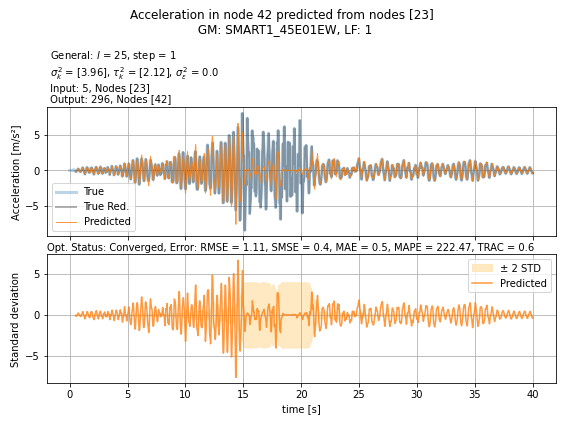 Acceleration in node 42 predicted from nodes [23]
GM: SMART1_45E01EW, LF: 1
General: l = 25, step = 1
σ²ₖ = [3.96], τ²ₖ = [2.12], σ²ₑ = 0.0
Input: 5, Nodes [23]
Output: 296, Nodes [42]
Acceleration [m/s²]
5
0
−5
True
True Red.
Predicted
Opt. Status: Converged, Error: RMSE = 1.11, SMSE = 0.4, MAE = 0.5, MAPE = 222.47, TRAC = 0.6
Standard deviation
5
0
−5
± 2 STD
Predicted
0 5 10 15 20 25 30 35 40
time [s]